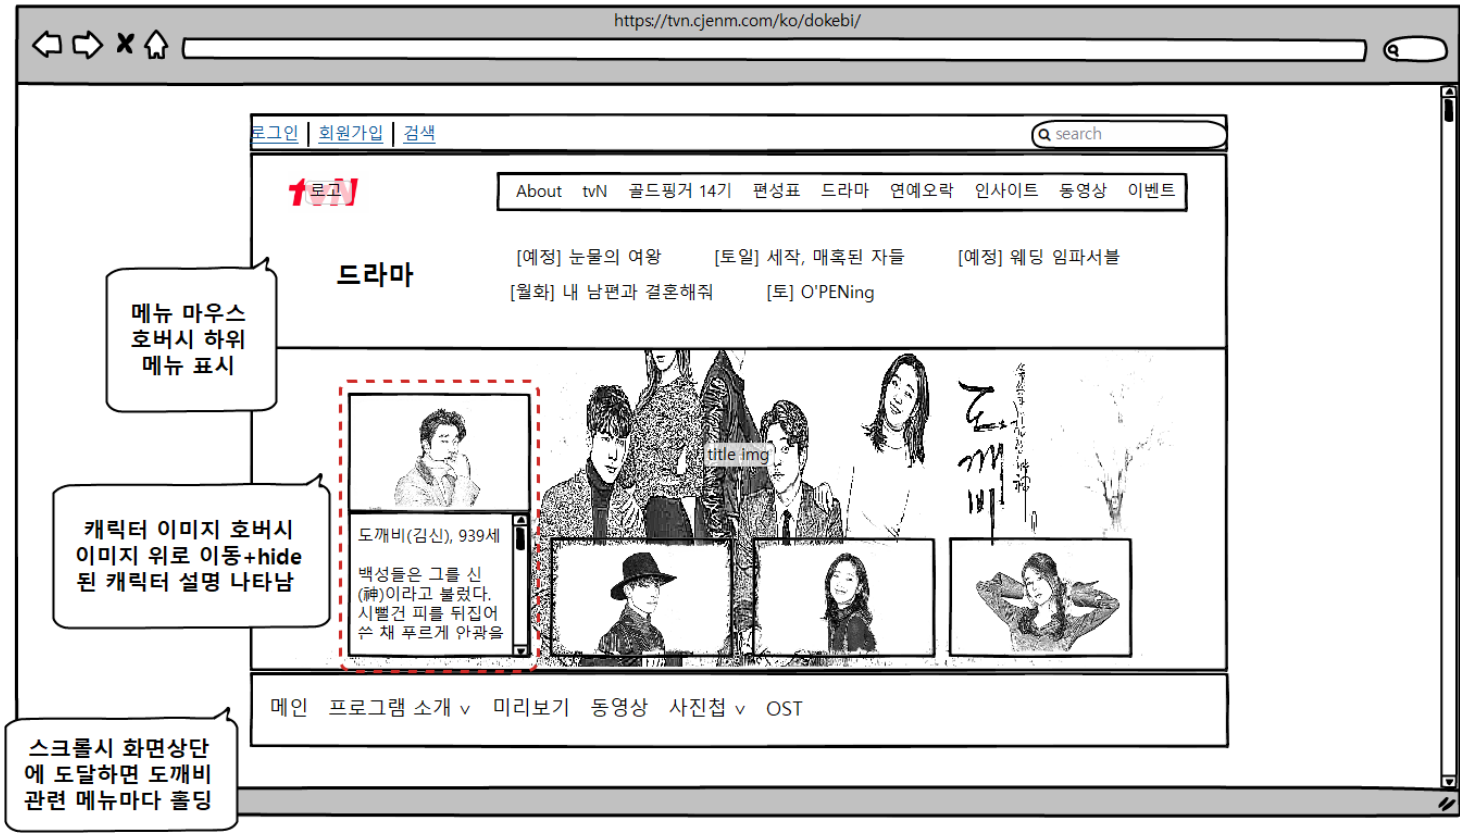 https://tvn.cjenm.com/ko/dokebi/
로그인 | 회원가입 | 검색
search
tvN
로고
About tvN 골드핑거 14기 편성표 드라마 연예오락 인사이트 동영상 이벤트
드라마
[예정] 눈물의 여왕 [토일] 세작, 매혹된 자들 [예정] 웨딩 임파서블
[월화] 내 남편과 결혼해줘 [토] O'PENing
메뉴 마우스
호버시 하위
메뉴 표시
title img
도깨비
캐릭터 이미지 호버시
이미지 위로 이동+hide
된 캐릭터 설명 나타남
도깨비(김신), 939세
백성들은 그를 신
(神)이라고 불렀다.
시뻘건 피를 뒤집어
쓴 채 푸르게 안광을
메인 프로그램 소개 ∨ 미리보기 동영상 사진첩 ∨ OST
스크롤시 화면상단
에 도달하면 도깨비
관련 메뉴마다 홀딩